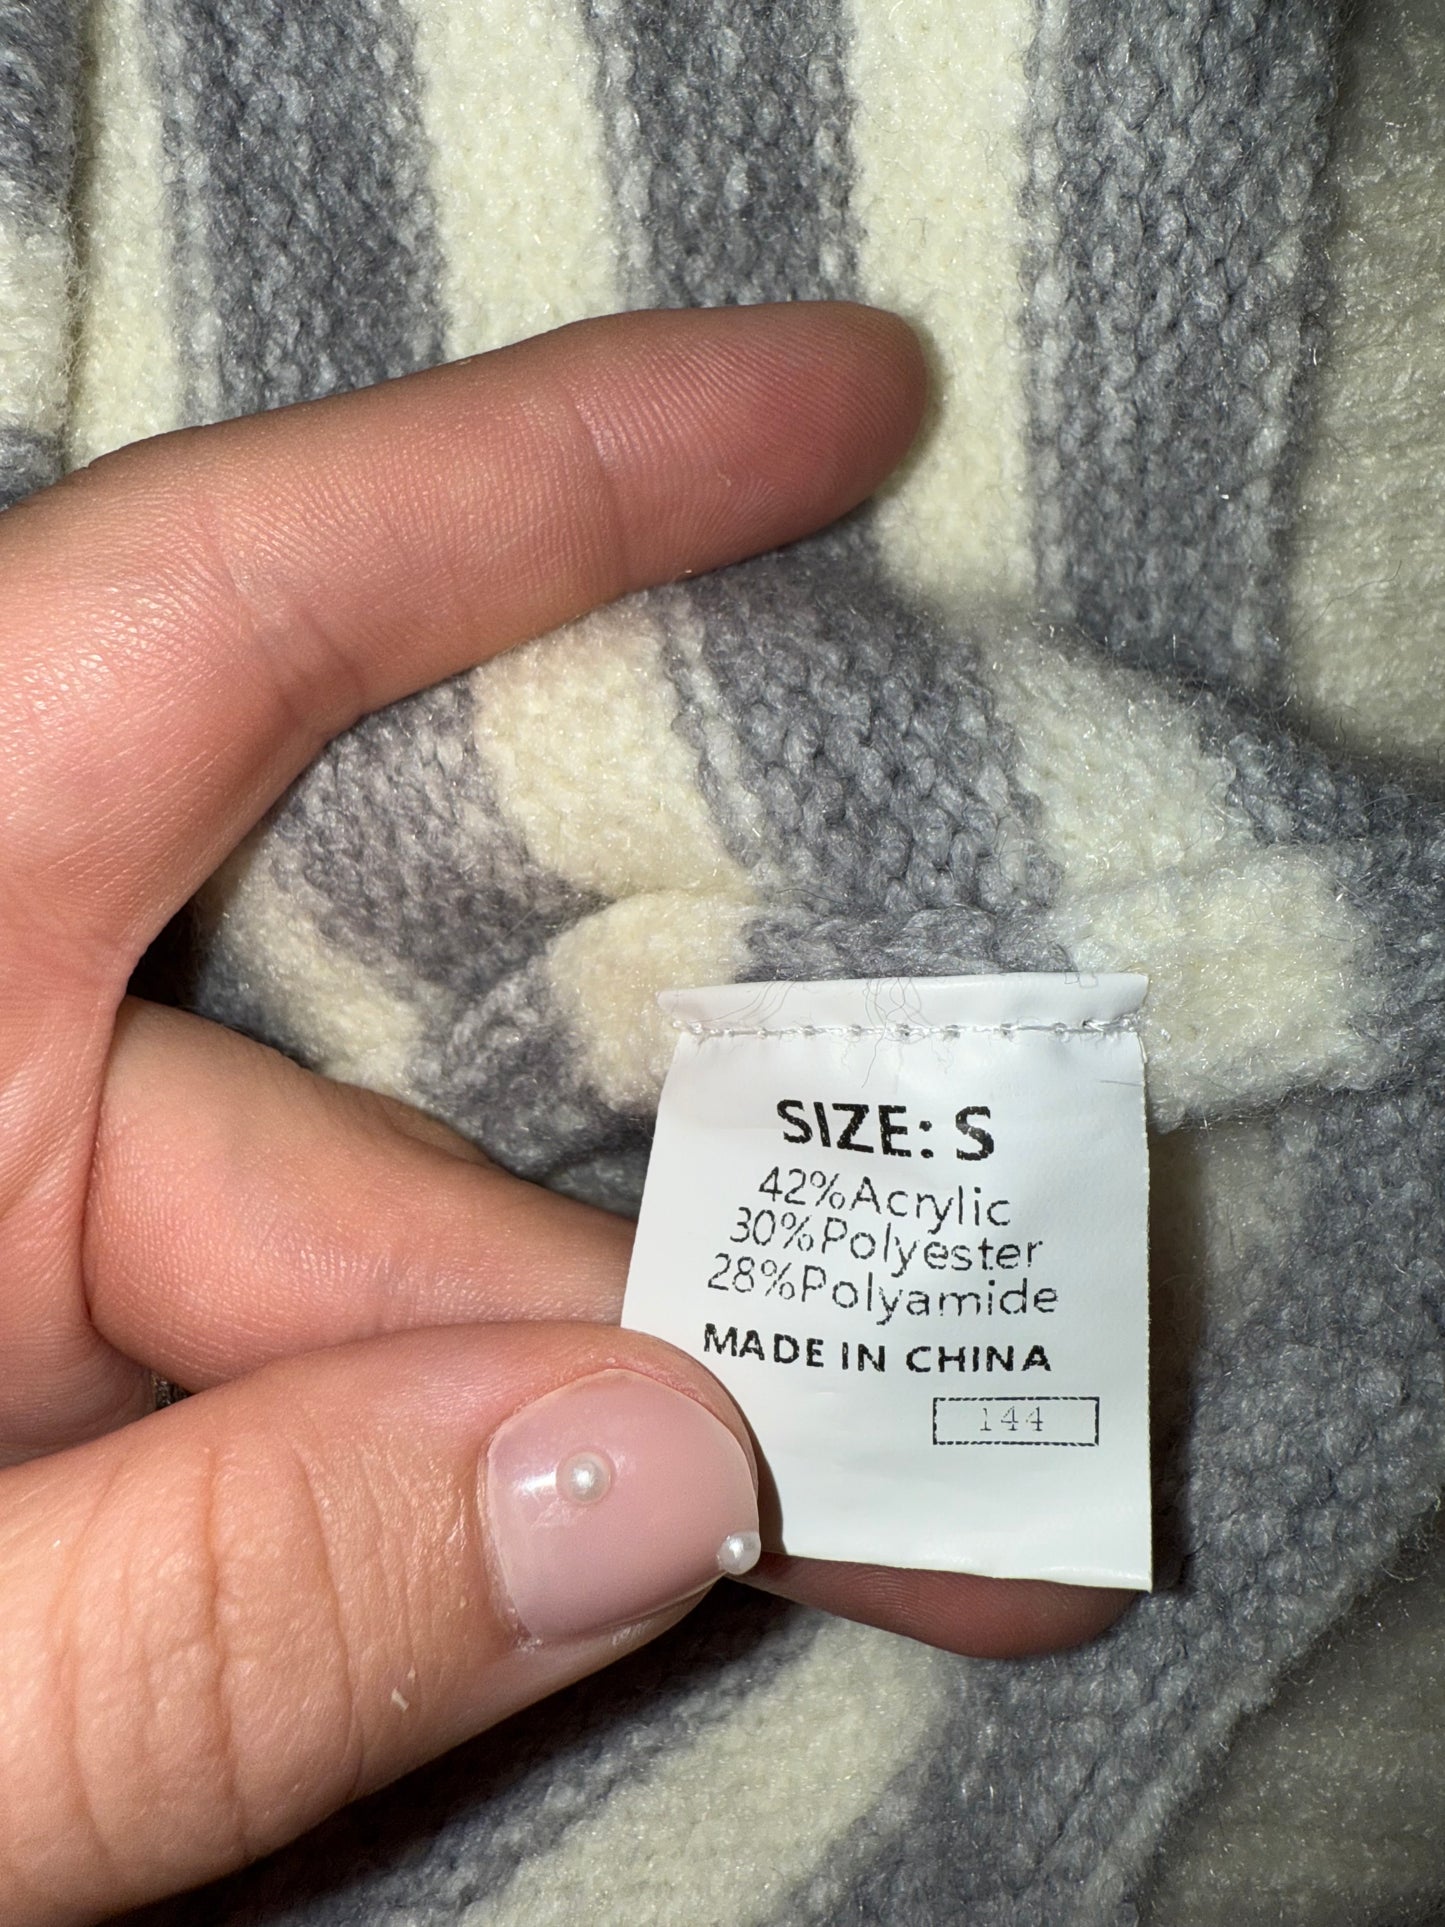 SIZE: S
42%Acrylic
30%Polyester
28%Polyamide
MADE IN CHINA
144